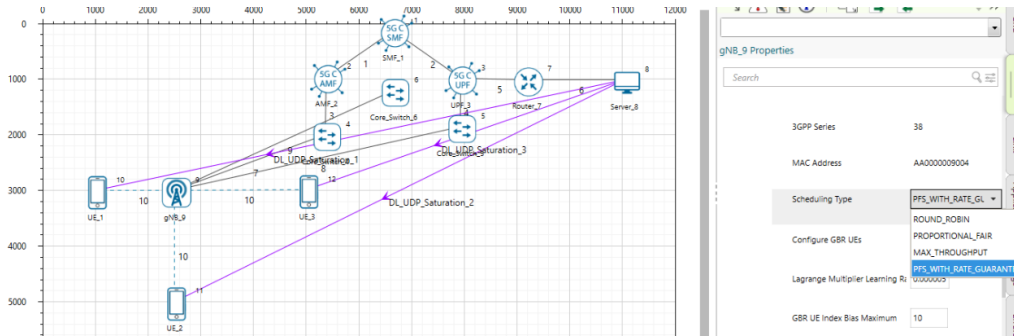 0 1000 2000 3000 4000 5000 6000 7000 8000 9000 10000 11000 12000
1000
2000
3000
4000
5000
5G C
SMF
1
SMF_1
1
2
5G C
AMF
2
AMF_2
5G C
UPF
3
UPF_3
6
Core_Switch_6
5
7
Router_7
6
8
Server_8
3
4
4
5
9
DL_UDP_Saturation_1
DL_UDP_Saturation_3
7
8
10
UE_1
10
9
gNB_9
10
12
UE_3
DL_UDP_Saturation_2
10
11
UE_2
gNB_9 Properties
Search
3GPP Series 38
MAC Address AA0000009004
Scheduling Type PFS_WITH_RATE_GU
ROUND_ROBIN
PROPORTIONAL_FAIR
MAX_THROUGHPUT
PFS_WITH_RATE_GUARANTE
Configure GBR UEs
Lagrange Multiplier Learning Ra 0.000005
GBR UE Index Bias Maximum 10